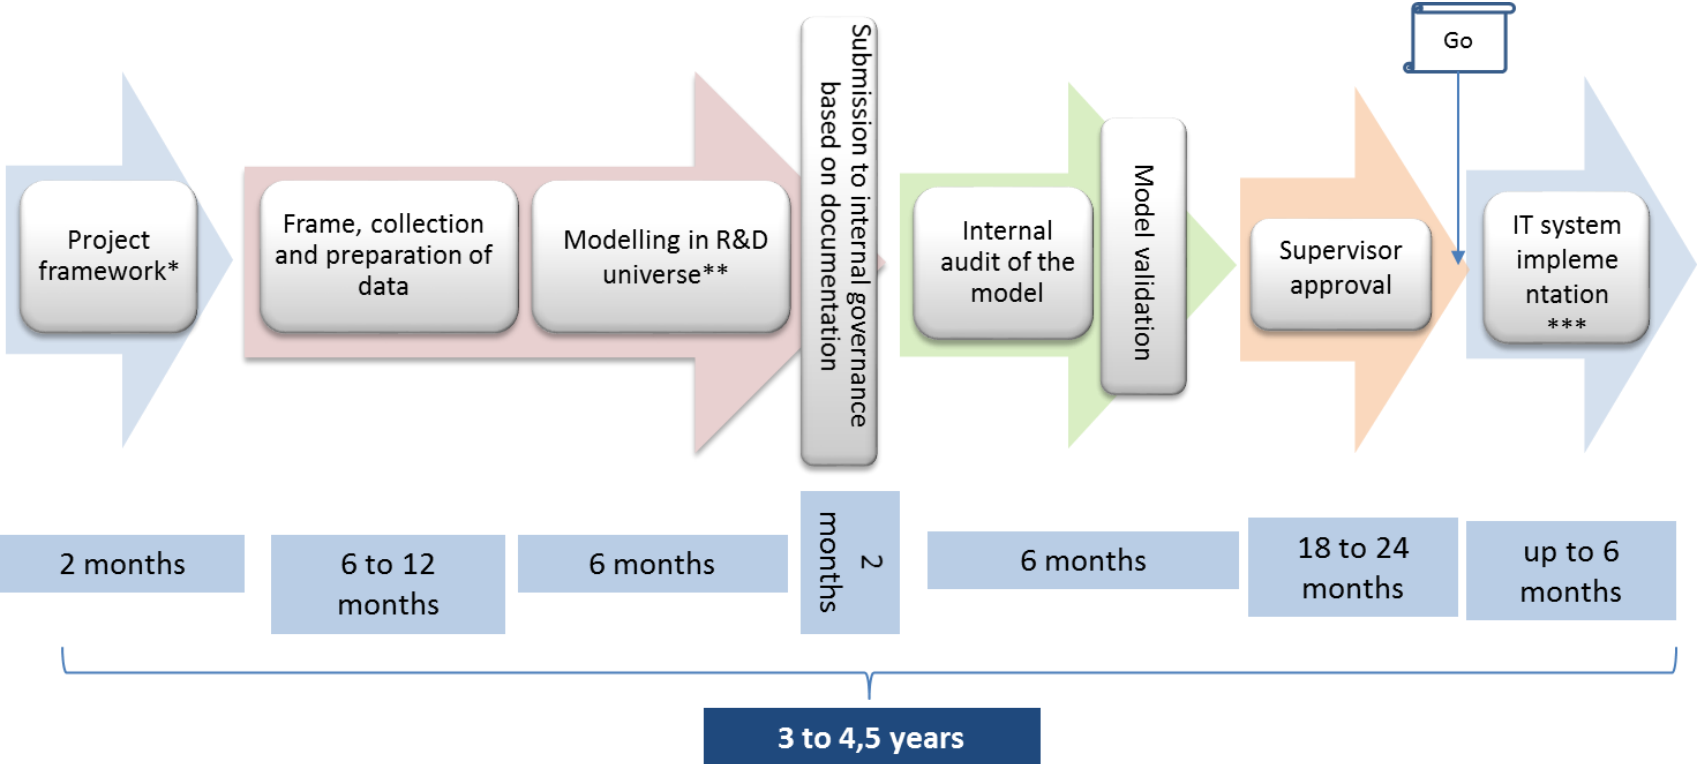 Project
framework*
Frame, collection
and preparation of
data
Modelling in R&D
universe**
Submission to internal governance
based on documentation
Internal
audit of the
model
Model validation
Supervisor
approval
Go
IT system
impleme
ntation
***
2 months
6 to 12
months
6 months
2
months
6 months
18 to 24
months
up to 6
months
3 to 4,5 years